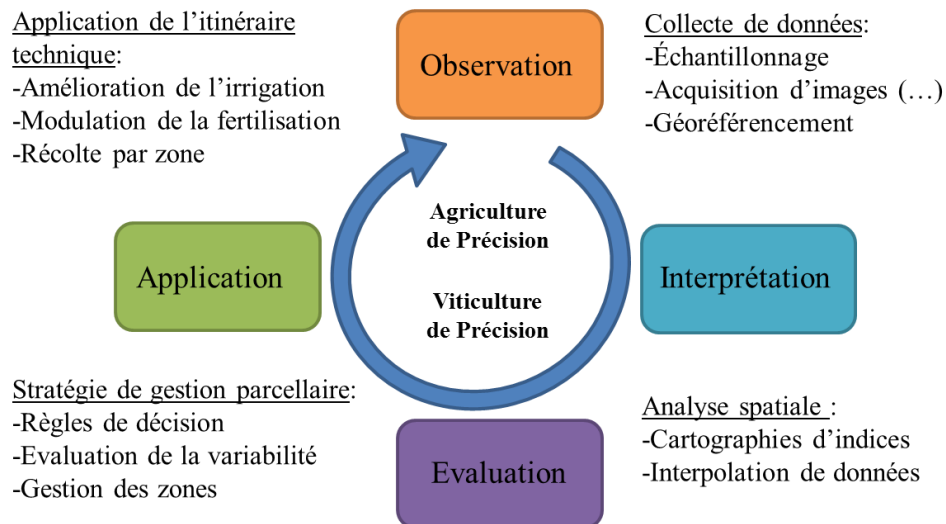 Application de l’itinéraire
technique:
-Amélioration de l’irrigation
-Modulation de la fertilisation
-Récolte par zone
Observation
Collecte de données:
-Échantillonnage
-Acquisition d’images (…)
-Géoréférencement
Application
Agriculture
de Précision
Viticulture
de Précision
Interprétation
Stratégie de gestion parcellaire:
-Règles de décision
-Evaluation de la variabilité
-Gestion des zones
Evaluation
Analyse spatiale :
-Cartographies d’indices
-Interpolation de données